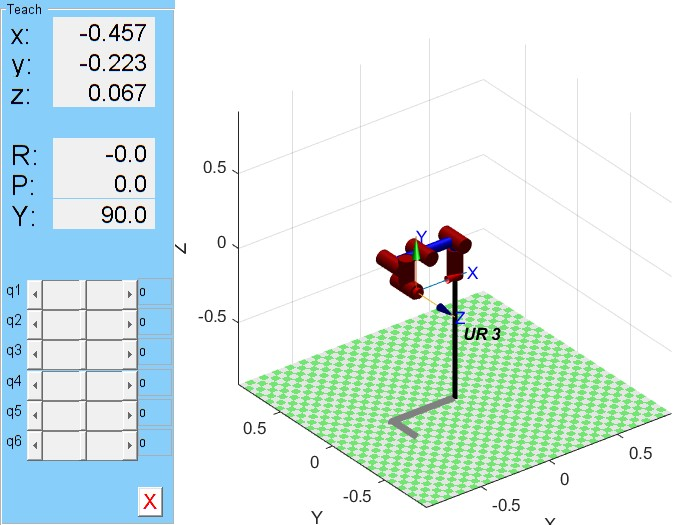 Teach
x: -0.457
y: -0.223
z: 0.067
R: -0.0
P: 0.0
Y: 90.0
q1 0
q2 0
q3 0
q4 0
q5 0
q6 0
X
0.5
0
-0.5
Z
Y
X
Z
UR 3
0.5
0
-0.5
Y
0.5
0
-0.5
X